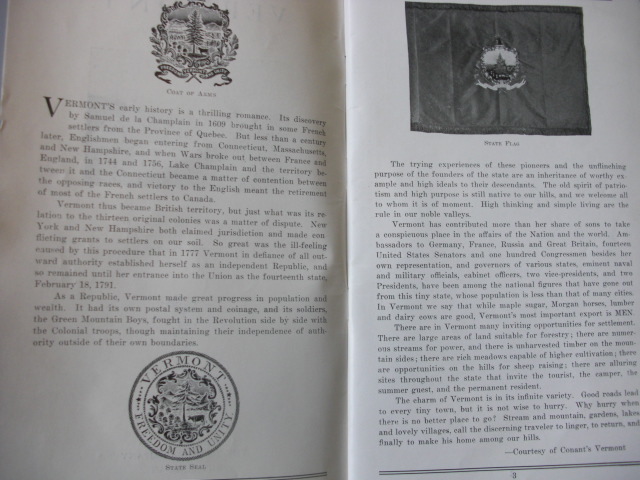 COAT OF ARMS
VERMONT'S early history is a thrilling romance. Its discovery
by Samuel de la Champlain in 1609 brought in some French
settlers from the Province of Quebec. But less than a century
later, Englishmen began entering from Connecticut, Massachusetts,
and New Hampshire, and when Wars broke out between France and
England, in 1744 and 1756, Lake Champlain and the territory be-
tween it and the Connecticut became a matter of contention between
the opposing races, and victory to the English meant the retirement
of most of the French settlers to Canada.
Vermont thus became British territory, but just what was its re-
lation to the thirteen original colonies was a matter of dispute. New
York and New Hampshire both claimed jurisdiction and made con-
flicting grants to settlers on our soil. So great was the ill-feeling
caused by this procedure that in 1777 Vermont in defiance of all out-
ward authority established herself as an independent Republic, and
so remained until her entrance into the Union as the fourteenth state,
February 18, 1791.
As a Republic, Vermont made great progress in population and
wealth. It had its own postal system and coinage, and its soldiers,
the Green Mountain Boys, fought in the Revolution side by side with
the Colonial troops, though maintaining their independence of auth-
ority outside of their own boundaries.
VERMONT
FREEDOM AND UNITY
STATE SEAL
STATE FLAG
The trying experiences of these pioneers and the unflinching
purpose of the founders of the state are an inheritance of worthy ex
ample and high ideals to their descendants. The old spirit of patrio-
tism and high purpose is still native to our hills, and we welcome all
to whom it is of moment. High thinking and simple living are the
rule in our noble valleys.
Vermont has contributed more than her share of sons to take
a conspicuous place in the affairs of the Nation and the world. Am-
bassadors to Germany, France, Russia and Great Britain, fourteen
United States Senators and one hundred Congressmen besides her
own representation, and governors of various states, eminent naval
and military officials, cabinet officers, two vice-presidents, and two
Presidents, have been among the national figures that have gone out
from this tiny state, whose population is less than that of many cities.
In Vermont we say that while maple sugar, Morgan horses, lumber
and dairy cows are good, Vermont's most important export is MEN
There are in Vermont many inviting opportunities for settlement.
There are large areas of land suitable for forestry; there are numer-
ous streams for power, and there is unharvested timber on the moun-
tain sides; there are rich meadows capable of higher cultivation; there
are opportunities on the hills for sheep raising; there are alluring
sites throughout the state that invite the tourist, the camper, the
summer guest, and the permanent resident.
The charm of Vermont is in its infinite variety. Good roads lead
to every tiny town, but it is not wise to hurry. Why hurry when
there is no better place to go? Stream and mountain, gardens, lakes
and lovely villages, call the discerning traveler to linger, to return, and
finally to make his home among our hills.
—Courtesy of Conant's Vermont
3